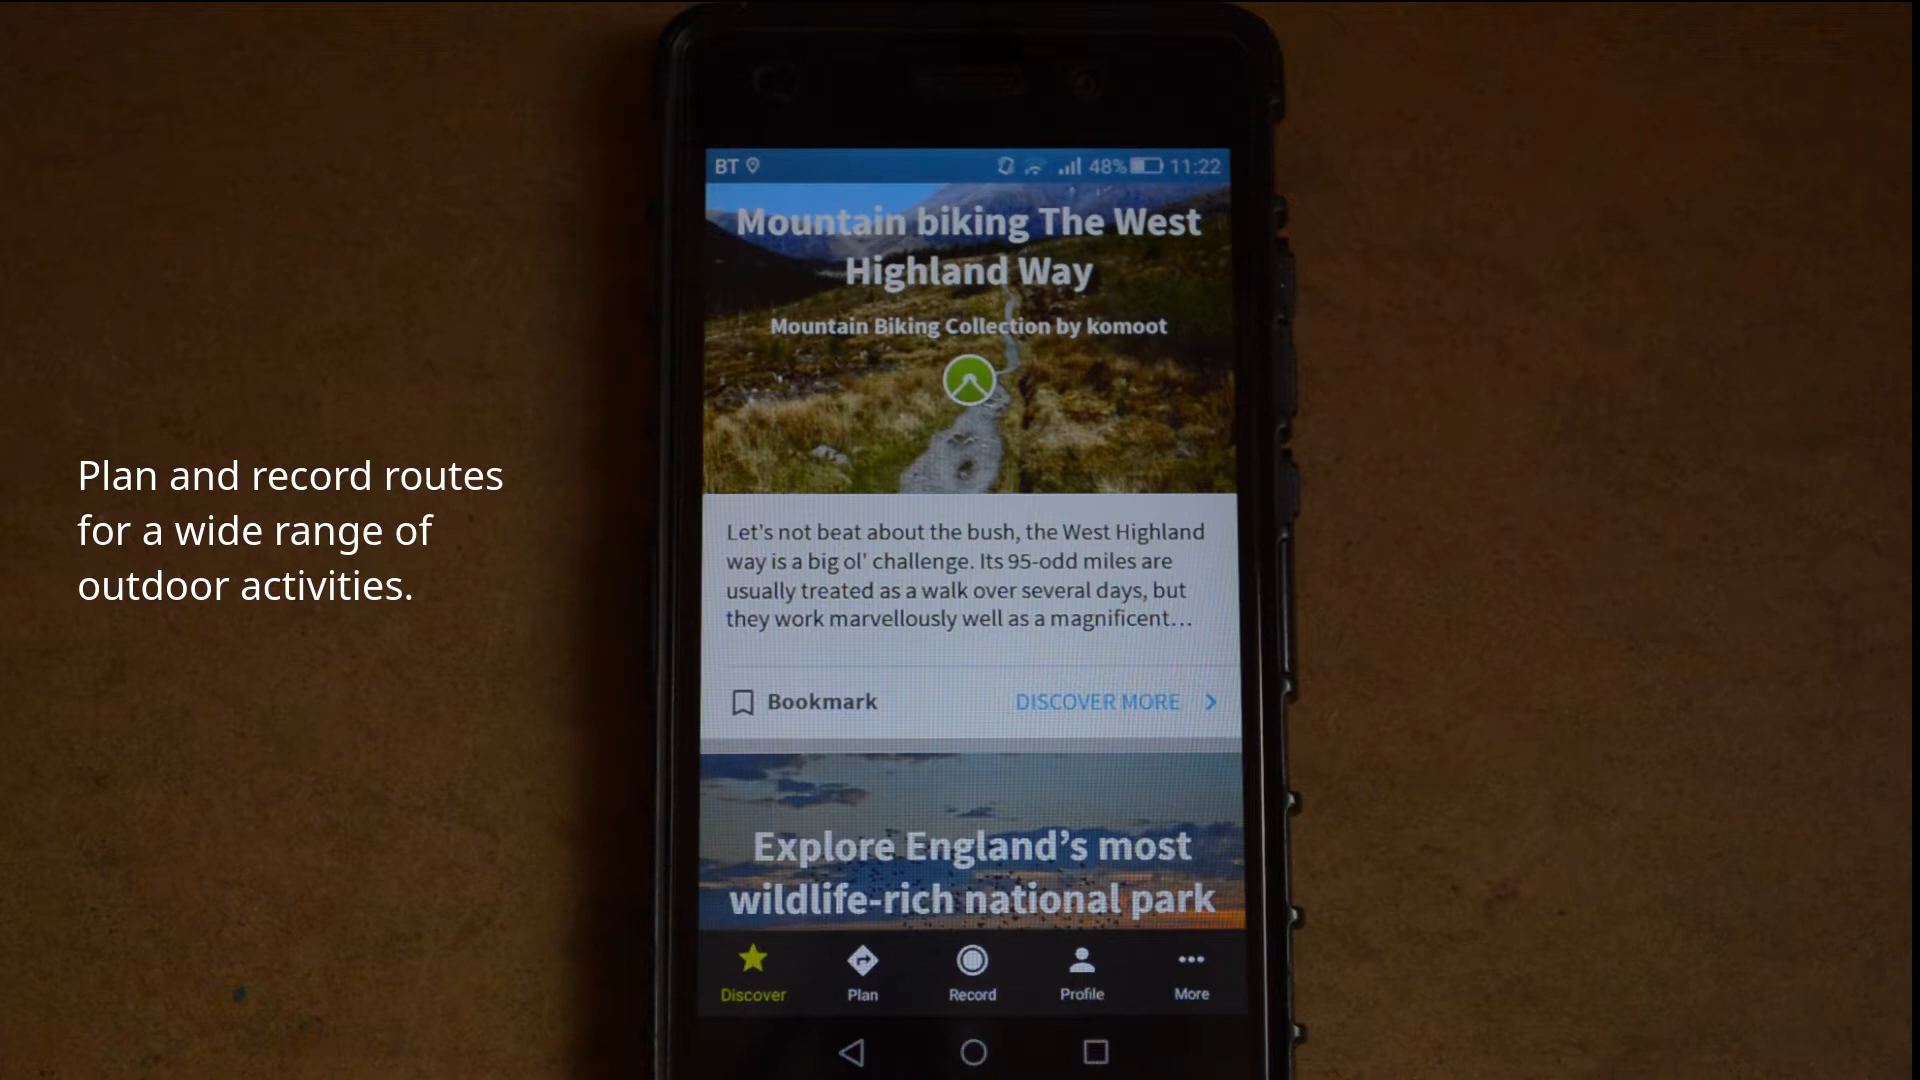 Plan and record routes
for a wide range of
outdoor activities.
BT 48% 11:22
Mountain biking The West
Highland Way
Mountain Biking Collection by komoot
Let's not beat about the bush, the West Highland
way is a big ol' challenge. Its 95-odd miles are
usually treated as a walk over several days, but
they work marvellously well as a magnificent...
Bookmark DISCOVER MORE
Explore England’s most
wildlife-rich national park
Discover Plan Record Profile More